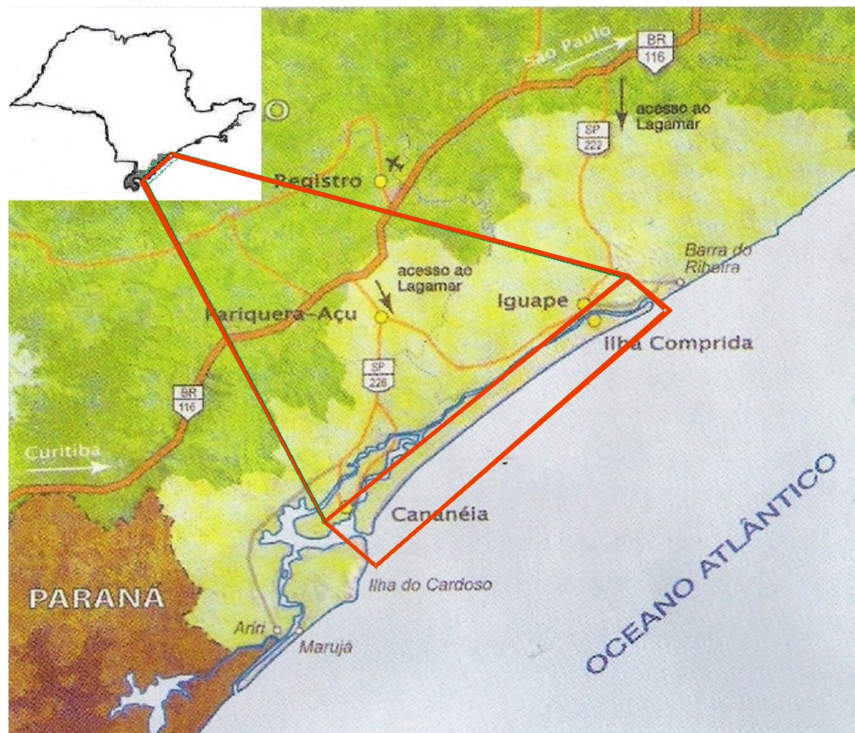 São Paulo
BR
116
acesso ao
Lagamar
SP
222
Registro
Barra do
Ribeira
acesso ao
Lagamar
Iguape
Pariquera-Açu
Ilha Comprida
SP
226
BR
116
Curitiba
Cananéia
OCEANO ATLÂNTICO
PARANÁ
Ilha do Cardoso
Ariri
Marujá